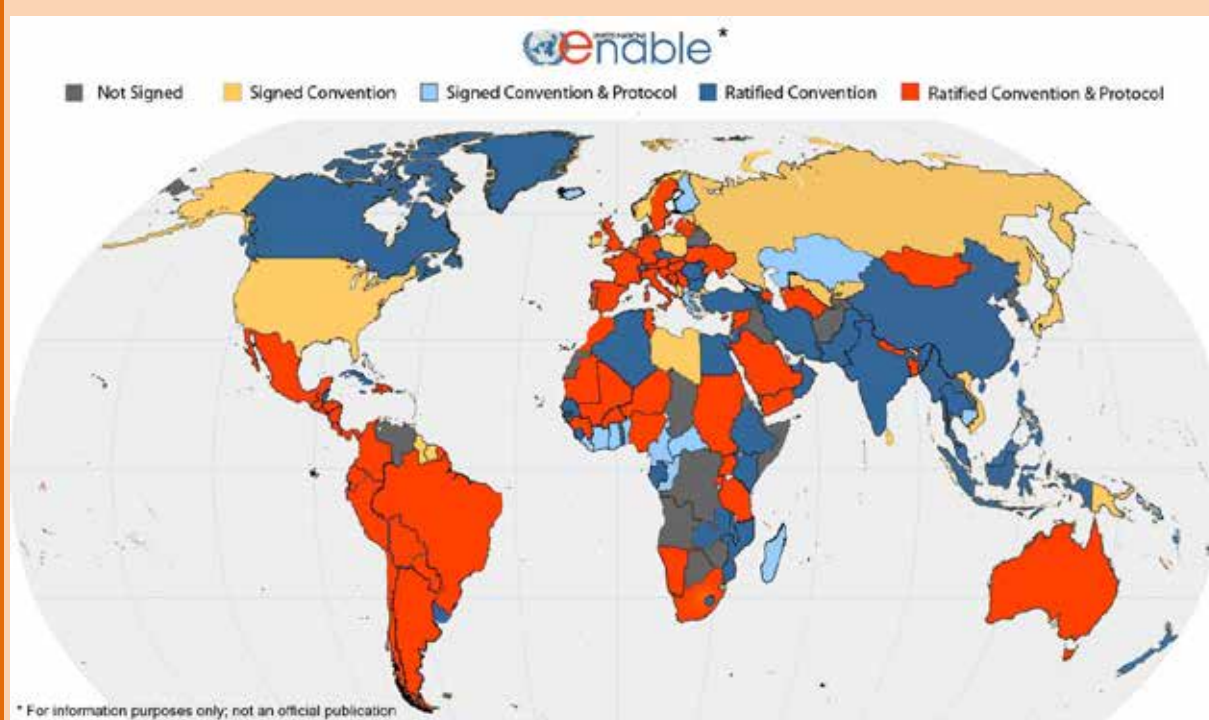 enable *
Not Signed Signed Convention Signed Convention & Protocol Ratified Convention Ratified Convention & Protocol
* For information purposes only; not an official publication